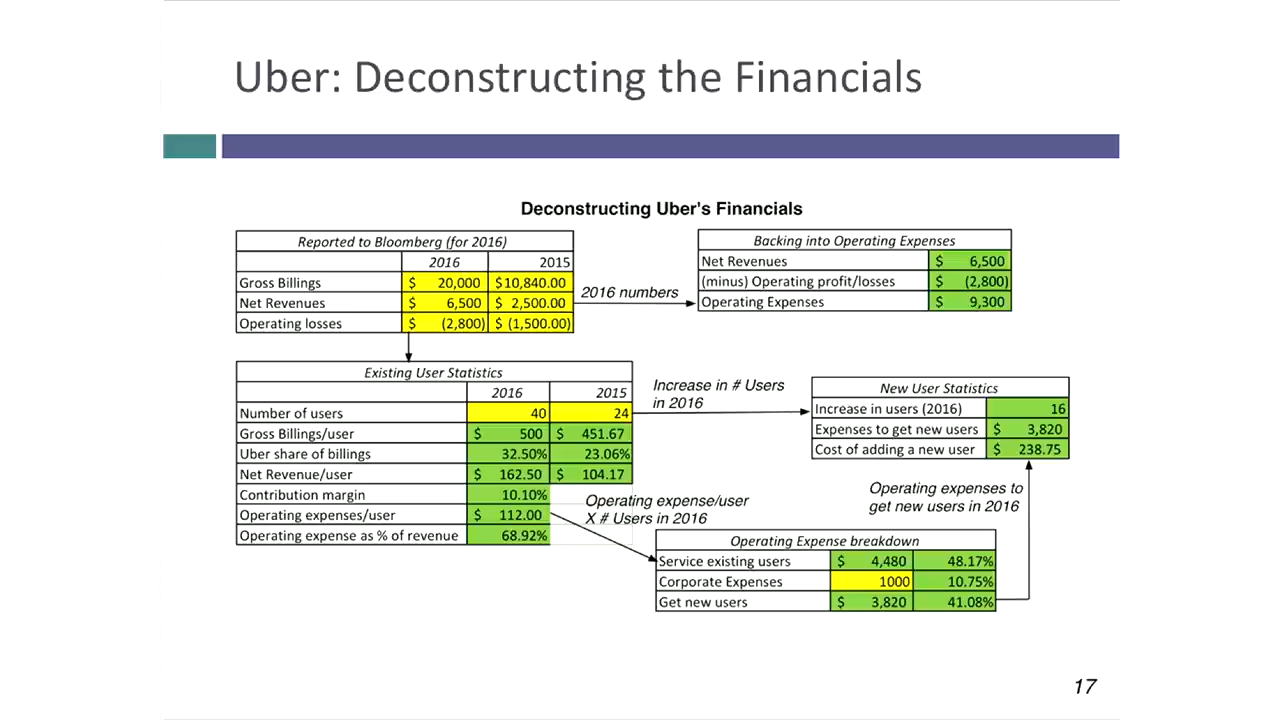 Uber: Deconstructing the Financials
Deconstructing Uber's Financials
Reported to Bloomberg (for 2016)
2016 2015
Gross Billings $ 20,000 $10,840.00
Net Revenues $ 6,500 $ 2,500.00
Operating losses $ (2,800) $ (1,500.00)
2016 numbers
Backing into Operating Expenses
Net Revenues $ 6,500
(minus) Operating profit/losses $ (2,800)
Operating Expenses $ 9,300
Existing User Statistics
2016 2015
Number of users 40 24
Gross Billings/user $ 500 $ 451.67
Uber share of billings 32.50% 23.06%
Net Revenue/user $ 162.50 $ 104.17
Contribution margin 10.10%
Operating expenses/user $ 112.00
Operating expense as % of revenue 68.92%
Increase in # Users
in 2016
New User Statistics
Increase in users (2016) 16
Expenses to get new users $ 3,820
Cost of adding a new user $ 238.75
Operating expense/user
X # Users in 2016
Operating expenses to
get new users in 2016
Operating Expense breakdown
Service existing users $ 4,480 48.17%
Corporate Expenses 1000 10.75%
Get new users $ 3,820 41.08%
17